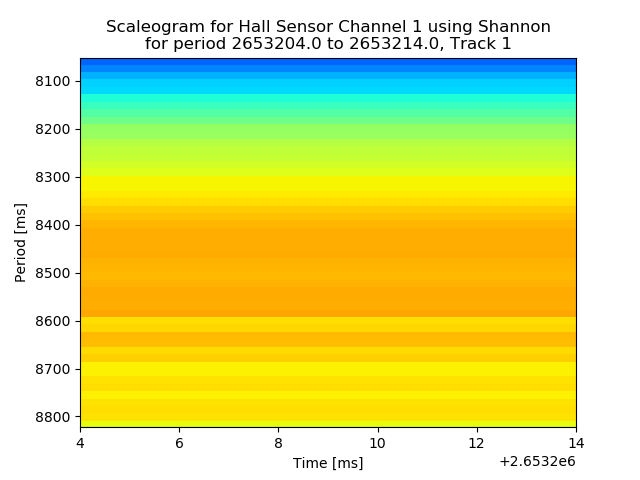 Scaleogram for Hall Sensor Channel 1 using Shannon
for period 2653204.0 to 2653214.0, Track 1
Period [ms]
8100
8200
8300
8400
8500
8600
8700
8800
4 6 8 10 12 14
Time [ms]
+2.6532e6